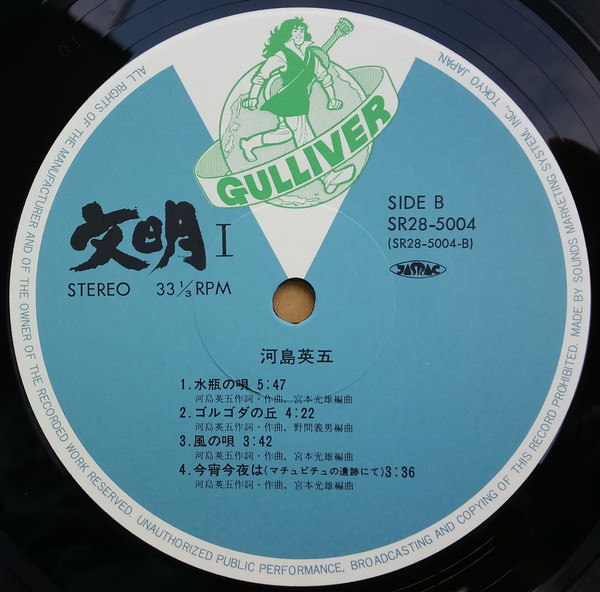 GULLIVER
文明 I
STEREO 33 1/3 RPM
SIDE B
SR28-5004
(SR28-5004-B)
JASRAC
河島英五
1.水瓶の唄 5:47
河島英五作詞・作曲、宮本光雄編曲
2.ゴルゴダの丘 4:22
河島英五作詞・作曲、野間義男編曲
3.風の唄 3:42
河島英五作詞・作曲、宮本光雄編曲
4.今宵今夜は(マチュピチュの遺跡にて)3:36
河島英五作詞・作曲、宮本光雄編曲
ALL RIGHTS OF THE MANUFACTURER AND OF THE OWNER OF THE RECORDED WORK RESERVED. UNAUTHORIZED PUBLIC PERFORMANCE, BROADCASTING AND COPYING OF THIS RECORD PROHIBITED. MADE BY SOUNDS MARKETING SYSTEM, INC., TOKYO JAPAN.